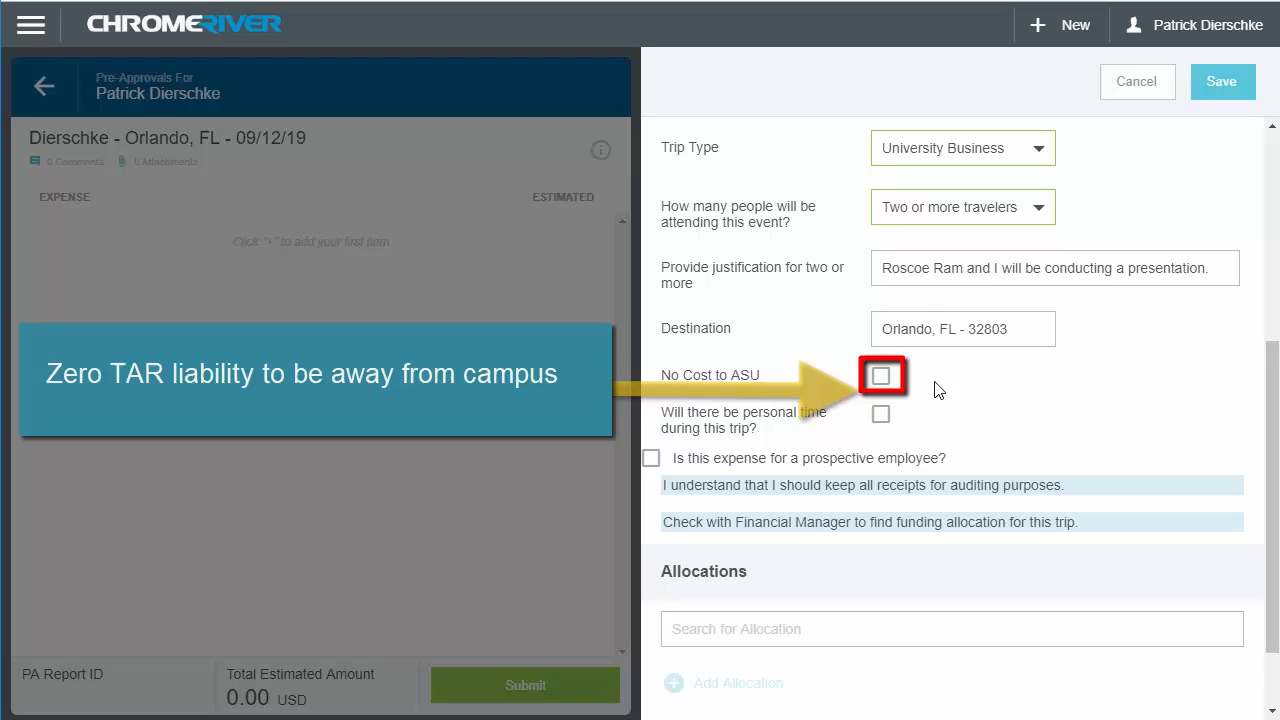 CHROMERIVER
New
Patrick Dierschke
Pre-Approvals For
Patrick Dierschke
Cancel
Save
Dierschke - Orlando, FL - 09/12/19
0 Comments
0 Attachments
EXPENSE
ESTIMATED
Click "+" to add your first item
Zero TAR liability to be away from campus
PA Report ID
Total Estimated Amount
0.00 USD
Submit
Trip Type
University Business
How many people will be
attending this event?
Two or more travelers
Provide justification for two or
more
Roscoe Ram and I will be conducting a presentation.
Destination
Orlando, FL - 32803
No Cost to ASU
Will there be personal time
during this trip?
Is this expense for a prospective employee?
I understand that I should keep all receipts for auditing purposes.
Check with Financial Manager to find funding allocation for this trip.
Allocations
Search for Allocation
Add Allocation